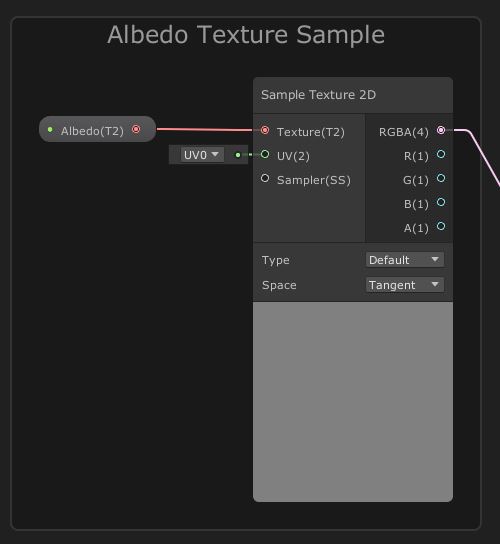 Albedo Texture Sample
Sample Texture 2D
Albedo(T2)
Texture(T2)
RGBA(4)
UV0
UV(2)
R(1)
Sampler(SS)
G(1)
B(1)
A(1)
Type
Default
Space
Tangent